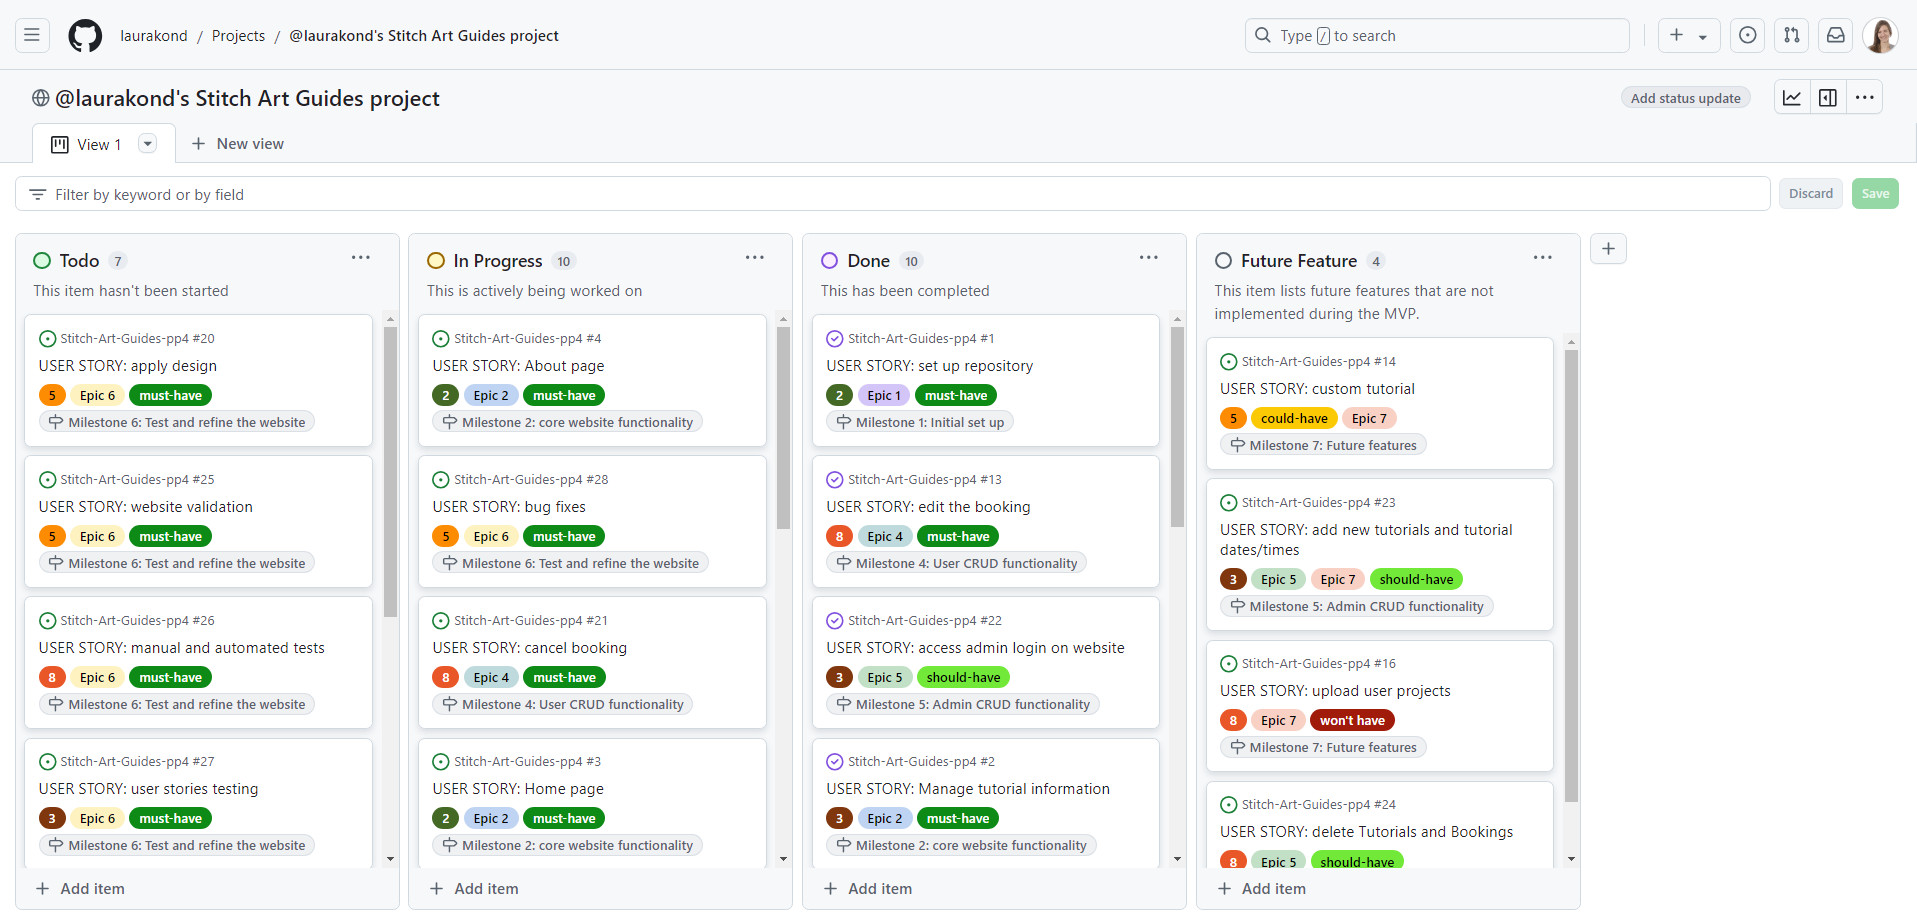 laurakond / Projects / @laurakond's Stitch Art Guides project
Type / to search
@laurakond's Stitch Art Guides project
Add status update
View 1
New view
Filter by keyword or by field
Discard
Save
Todo 7
This item hasn't been started
Stitch-Art-Guides-pp4 #20
USER STORY: apply design
5 Epic 6 must-have
Milestone 6: Test and refine the website
Stitch-Art-Guides-pp4 #25
USER STORY: website validation
5 Epic 6 must-have
Milestone 6: Test and refine the website
Stitch-Art-Guides-pp4 #26
USER STORY: manual and automated tests
8 Epic 6 must-have
Milestone 6: Test and refine the website
Stitch-Art-Guides-pp4 #27
USER STORY: user stories testing
3 Epic 6 must-have
Milestone 6: Test and refine the website
Add item
In Progress 10
This is actively being worked on
Stitch-Art-Guides-pp4 #4
USER STORY: About page
2 Epic 2 must-have
Milestone 2: core website functionality
Stitch-Art-Guides-pp4 #28
USER STORY: bug fixes
5 Epic 6 must-have
Milestone 6: Test and refine the website
Stitch-Art-Guides-pp4 #21
USER STORY: cancel booking
8 Epic 4 must-have
Milestone 4: User CRUD functionality
Stitch-Art-Guides-pp4 #3
USER STORY: Home page
2 Epic 2 must-have
Milestone 2: core website functionality
Add item
Done 10
This has been completed
Stitch-Art-Guides-pp4 #1
USER STORY: set up repository
2 Epic 1 must-have
Milestone 1: Initial set up
Stitch-Art-Guides-pp4 #13
USER STORY: edit the booking
8 Epic 4 must-have
Milestone 4: User CRUD functionality
Stitch-Art-Guides-pp4 #22
USER STORY: access admin login on website
3 Epic 5 should-have
Milestone 5: Admin CRUD functionality
Stitch-Art-Guides-pp4 #2
USER STORY: Manage tutorial information
3 Epic 2 must-have
Milestone 2: core website functionality
Add item
Future Feature 4
This item lists future features that are not
implemented during the MVP.
Stitch-Art-Guides-pp4 #14
USER STORY: custom tutorial
5 could-have Epic 7
Milestone 7: Future features
Stitch-Art-Guides-pp4 #23
USER STORY: add new tutorials and tutorial
dates/times
3 Epic 5 Epic 7 should-have
Milestone 5: Admin CRUD functionality
Stitch-Art-Guides-pp4 #16
USER STORY: upload user projects
8 Epic 7 won't have
Milestone 7: Future features
Stitch-Art-Guides-pp4 #24
USER STORY: delete Tutorials and Bookings
8 Epic 5 should-have
Add item